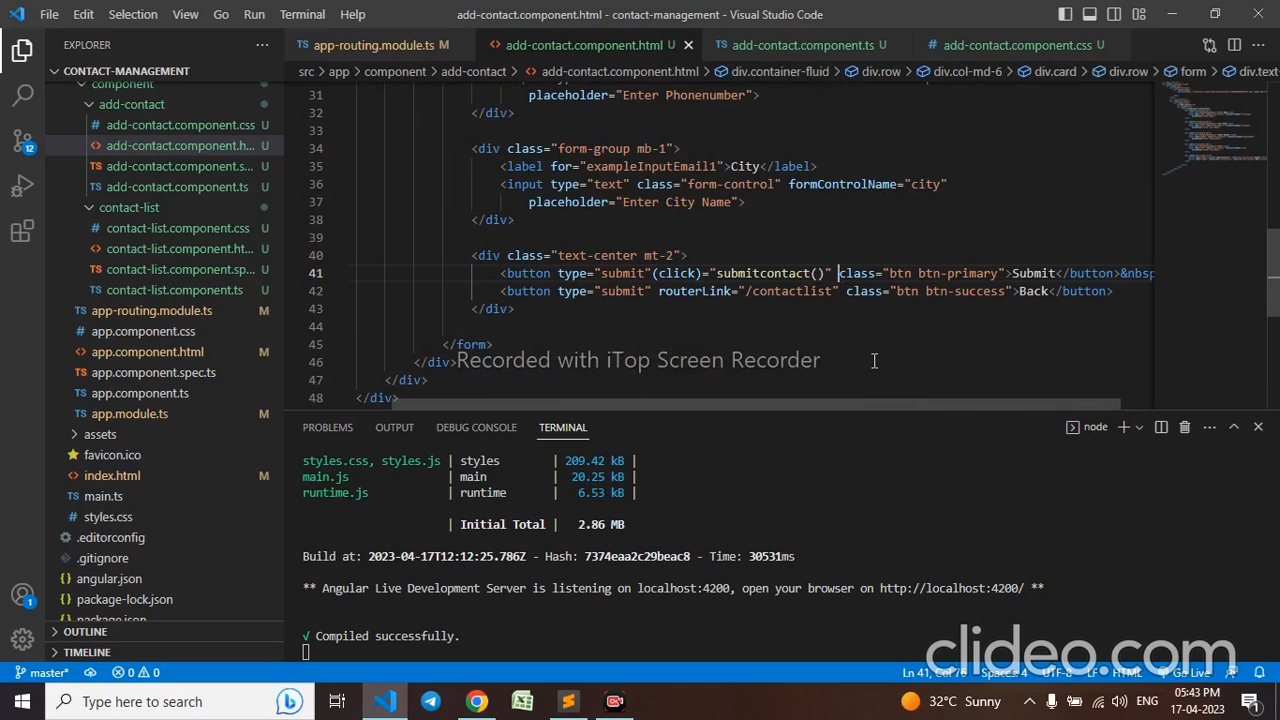 File Edit Selection View Go Run Terminal Help
add-contact.component.html - contact-management - Visual Studio Code
EXPLORER
app-routing.module.ts M
add-contact.component.html U
add-contact.component.ts U
add-contact.component.css U
CONTACT-MANAGEMENT
src > app > component > add-contact > add-contact.component.html > div.container-fluid > div.row > div.col-md-6 > div.card > div.row > form > div.text-
component
add-contact
add-contact.component.css U
add-contact.component.h... U
add-contact.component.s... U
add-contact.component.ts U
contact-list
contact-list.component.css U
contact-list.component.ht... U
contact-list.component.sp... U
contact-list.component.ts U
app-routing.module.ts M
app.component.css
app.component.html M
app.component.spec.ts
app.component.ts
app.module.ts M
assets
favicon.ico
index.html M
main.ts
styles.css
.editorconfig
.gitignore
angular.json
package-lock.json
package.json
OUTLINE
TIMELINE
12
1
31 placeholder="Enter Phonenumber">
32 </div>
33
34 <div class="form-group mb-1">
35 <label for="exampleInputEmail1">City</label>
36 <input type="text" class="form-control" formControlName="city"
37 placeholder="Enter City Name">
38 </div>
39
40 <div class="text-center mt-2">
41 <button type="submit"(click)="submitcontact()" class="btn btn-primary">Submit</button>&nbsp
42 <button type="submit" routerLink="/contactlist" class="btn btn-success">Back</button>
43 </div>
44
45 </form>
46 </div>
47 </div>
48 </div>
Recorded with iTop Screen Recorder
PROBLEMS OUTPUT DEBUG CONSOLE TERMINAL
node
styles.css, styles.js | styles | 209.42 kB |
main.js | main | 20.25 kB |
runtime.js | runtime | 6.53 kB |
| Initial Total | 2.86 MB
Build at: 2023-04-17T12:12:25.786Z - Hash: 7374eaa2c29beac8 - Time: 30531ms
** Angular Live Development Server is listening on localhost:4200, open your browser on http://localhost:4200/ **
√ Compiled successfully.
clideo.com
master* 0 0
Ln 41, Col 76 Spaces: 4 UTF-8 LF HTML Go Live
Type here to search
32°C Sunny
ENG
05:43 PM
17-04-2023
1